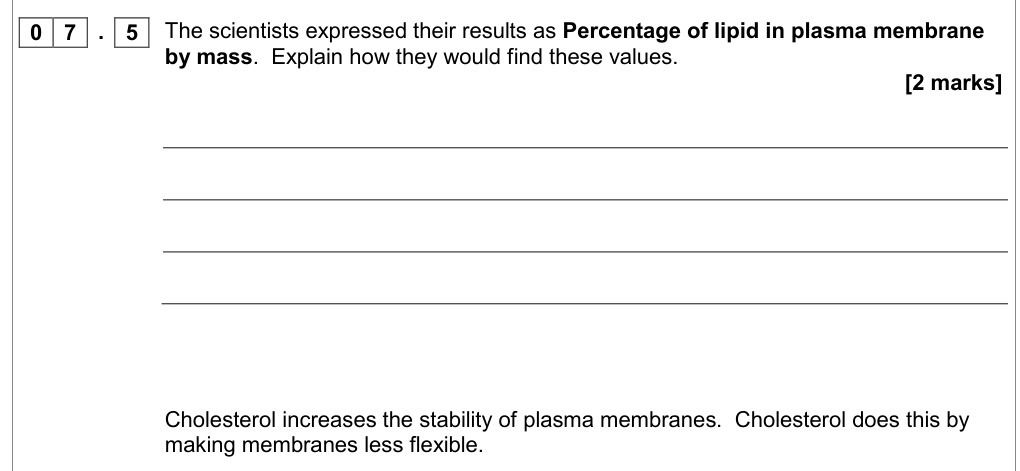 0 7 . 5 The scientists expressed their results as Percentage of lipid in plasma membrane
by mass. Explain how they would find these values.
[2 marks]
Cholesterol increases the stability of plasma membranes. Cholesterol does this by
making membranes less flexible.